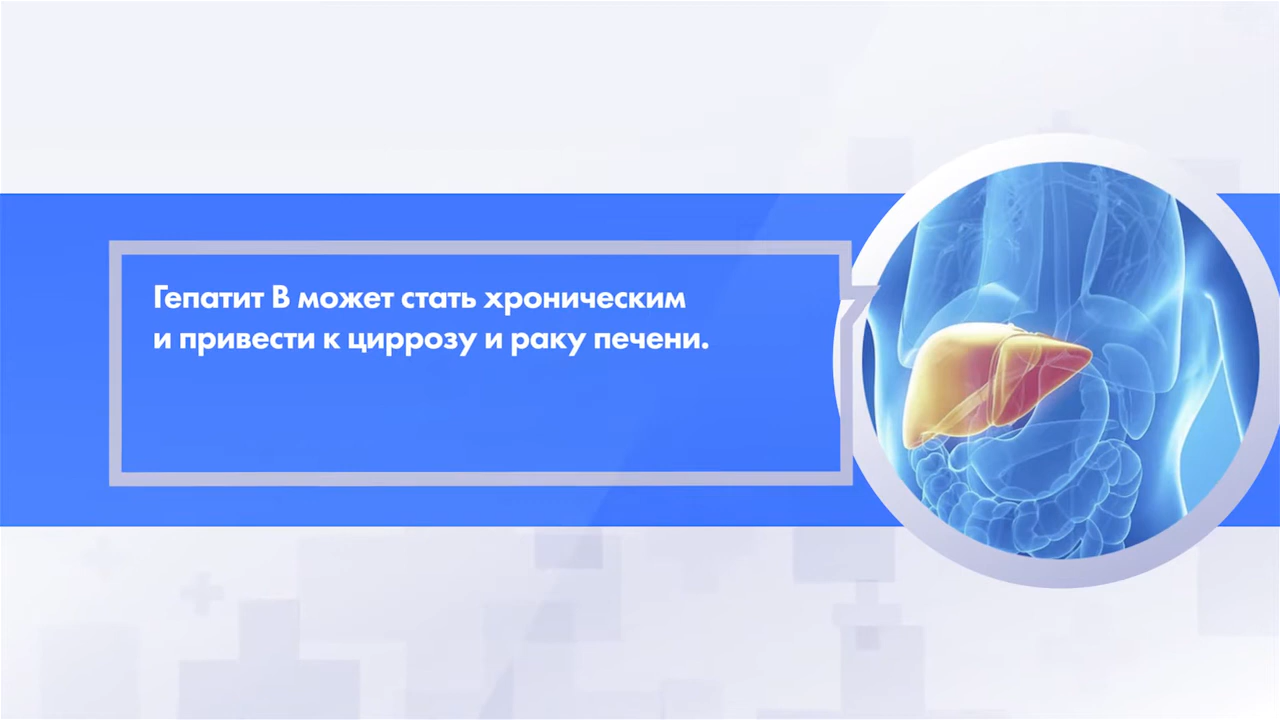 Гепатит В может стать хроническим
и привести к циррозу и раку печени.